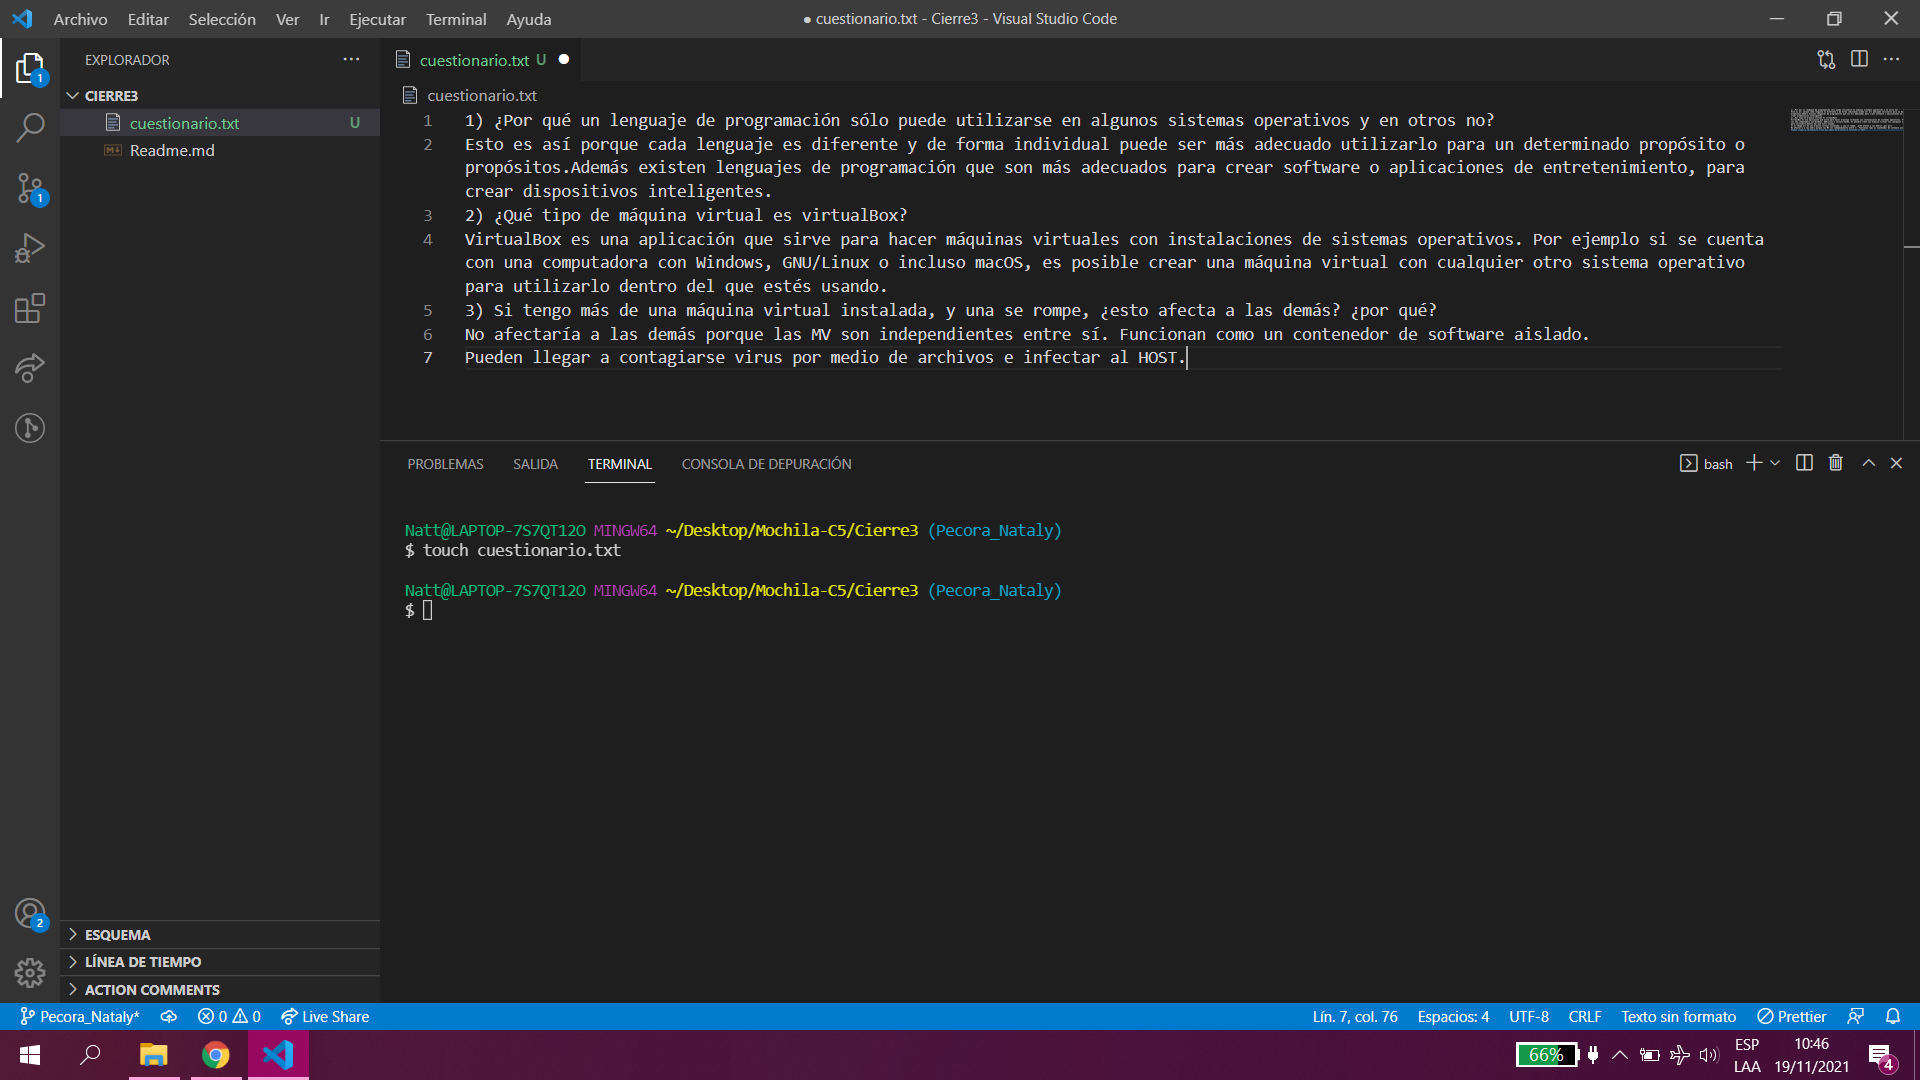 Archivo Editar Selección Ver Ir Ejecutar Terminal Ayuda
● cuestionario.txt - Cierre3 - Visual Studio Code
EXPLORADOR
CIERRE3
cuestionario.txt U
Readme.md
cuestionario.txt U
cuestionario.txt
1 1) ¿Por qué un lenguaje de programación sólo puede utilizarse en algunos sistemas operativos y en otros no?
2 Esto es así porque cada lenguaje es diferente y de forma individual puede ser más adecuado utilizarlo para un determinado propósito o
propósitos.Además existen lenguajes de programación que son más adecuados para crear software o aplicaciones de entretenimiento, para
crear dispositivos inteligentes.
3 2) ¿Qué tipo de máquina virtual es virtualBox?
4 VirtualBox es una aplicación que sirve para hacer máquinas virtuales con instalaciones de sistemas operativos. Por ejemplo si se cuenta
con una computadora con Windows, GNU/Linux o incluso macOS, es posible crear una máquina virtual con cualquier otro sistema operativo
para utilizarlo dentro del que estés usando.
5 3) Si tengo más de una máquina virtual instalada, y una se rompe, ¿esto afecta a las demás? ¿por qué?
6 No afectaría a las demás porque las MV son independientes entre sí. Funcionan como un contenedor de software aislado.
7 Pueden llegar a contagiarse virus por medio de archivos e infectar al HOST.
PROBLEMAS SALIDA TERMINAL CONSOLA DE DEPURACIÓN
bash
Natt@LAPTOP-7S7QT12O MINGW64 ~/Desktop/Mochila-C5/Cierre3 (Pecora_Nataly)
$ touch cuestionario.txt
Natt@LAPTOP-7S7QT12O MINGW64 ~/Desktop/Mochila-C5/Cierre3 (Pecora_Nataly)
$
1
1
2
ESQUEMA
LÍNEA DE TIEMPO
ACTION COMMENTS
Pecora_Nataly* 0 0 Live Share
Lín. 7, col. 76 Espacios: 4 UTF-8 CRLF Texto sin formato Prettier
66%
ESP
LAA
10:46
19/11/2021
4